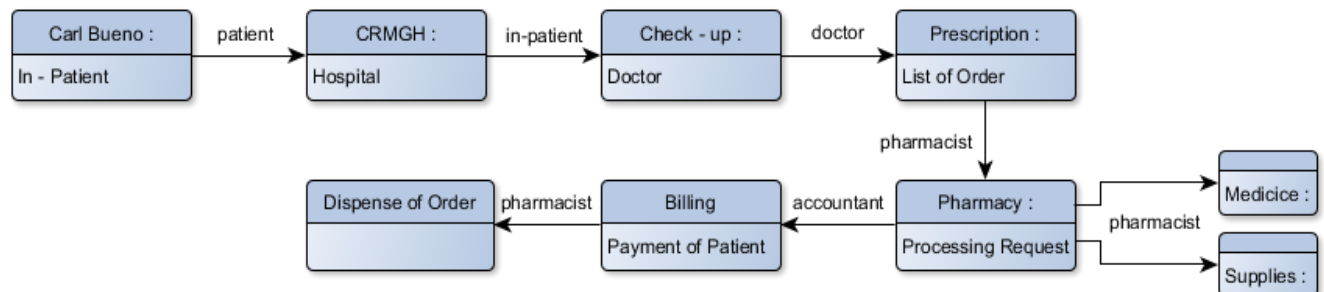 Carl Bueno :
In - Patient
patient
CRMGH :
Hospital
in-patient
Check - up :
Doctor
doctor
Prescription :
List of Order
pharmacist
Dispense of Order
pharmacist
Billing
Payment of Patient
accountant
Pharmacy :
Processing Request
pharmacist
Medicice :
Supplies :